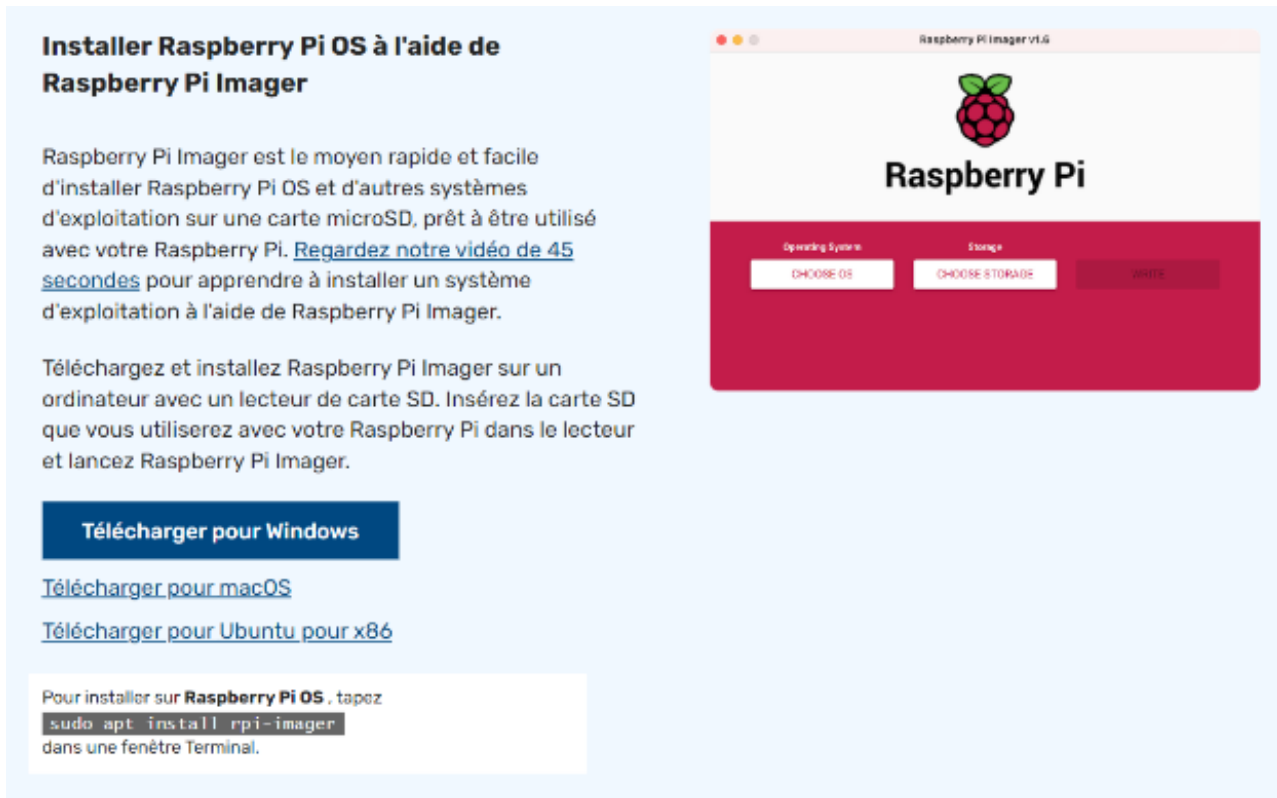 Installer Raspberry Pi OS à l'aide de
Raspberry Pi Imager
Raspberry Pi Imager est le moyen rapide et facile
d'installer Raspberry Pi OS et d'autres systèmes
d'exploitation sur une carte microSD, prêt à être utilisé
avec votre Raspberry Pi. Regardez notre vidéo de 45
secondes pour apprendre à installer un système
d'exploitation à l'aide de Raspberry Pi Imager.
Téléchargez et installez Raspberry Pi Imager sur un
ordinateur avec un lecteur de carte SD. Insérez la carte SD
que vous utiliserez avec votre Raspberry Pi dans le lecteur
et lancez Raspberry Pi Imager.
Télécharger pour Windows
Télécharger pour macOS
Télécharger pour Ubuntu pour x86
Pour installer sur Raspberry Pi OS , tapez
sudo apt install rpi-imager
dans une fenêtre Terminal.
Raspberry Pi Imager v1.6
Raspberry Pi
Operating System
Storage
CHOOSE OS
CHOOSE STORAGE
WRITE